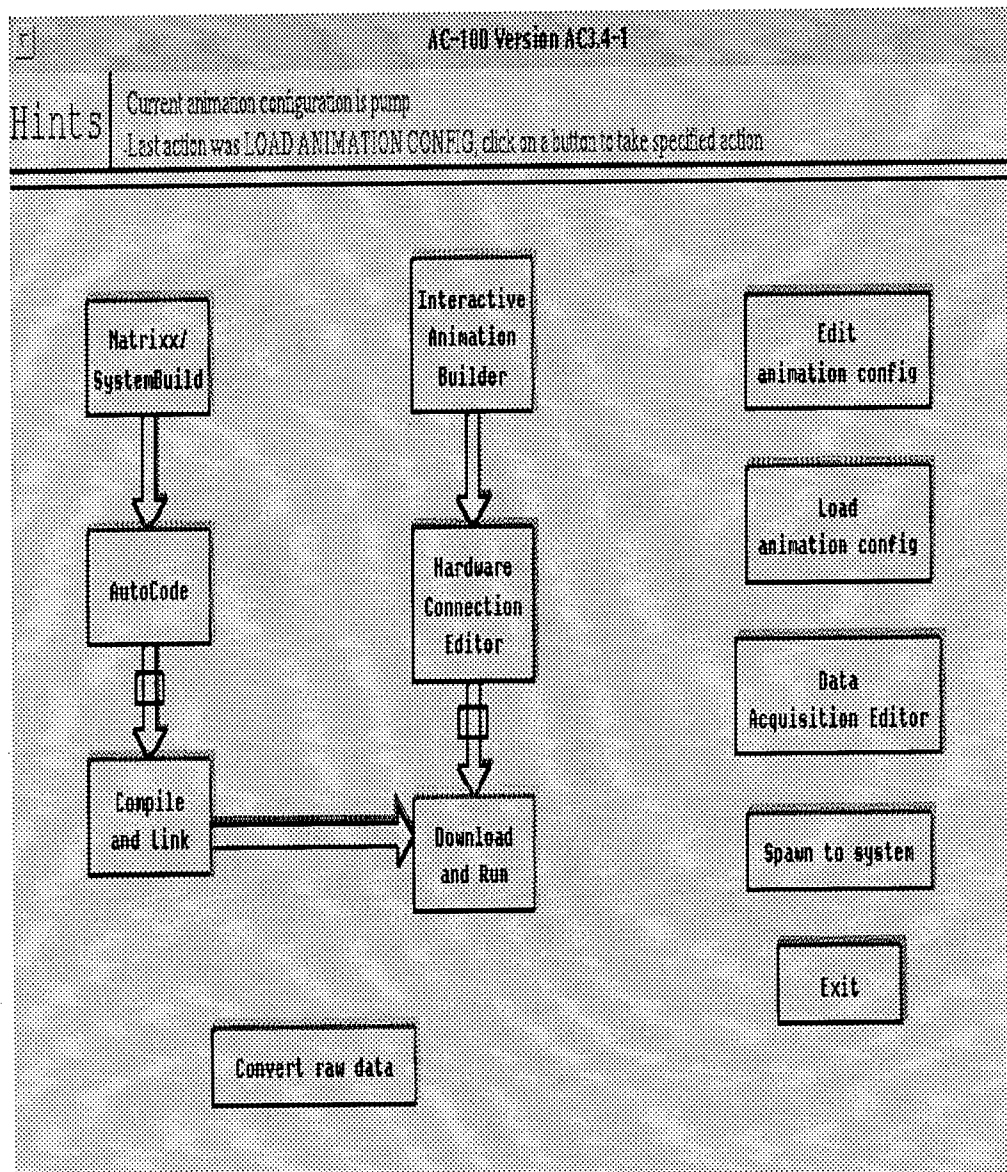 AC-100 Version AC3.4-1
Hints
Current animation configuration is pump
Last action was LOAD ANIMATION CONFIG, click on a button to take specified action
Matrixx/
SystemBuild
Interactive
Animation
Builder
Edit
animation config
AutoCode
Hardware
Connection
Editor
Load
animation config
Data
Acquisition Editor
Compile
and Link
Download
and Run
Spawn to system
Exit
Convert raw data